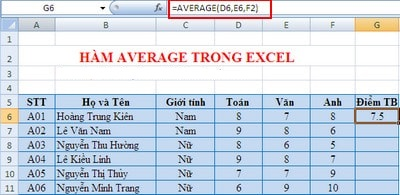 G6 =AVERAGE(D6,E6,F2)
A B C D E F G
1
2 HÀM AVERAGE TRONG EXCEL
3
4
5 STT Họ và Tên Giới tính Toán Văn Anh Điểm TB
6 A01 Hoàng Trung Kiên Nam 8 7 8 7.5
7 A02 Lê Văn Nam Nam 9 8 6
8 A03 Nguyễn Thu Hường Nữ 8 6 5
9 A04 Lê Kiều Linh Nữ 9 8 7
10 A05 Nguyễn Thị Thủy Nữ 7 7 9
11 A06 Nguyễn Minh Trang Nữ 6 9 10